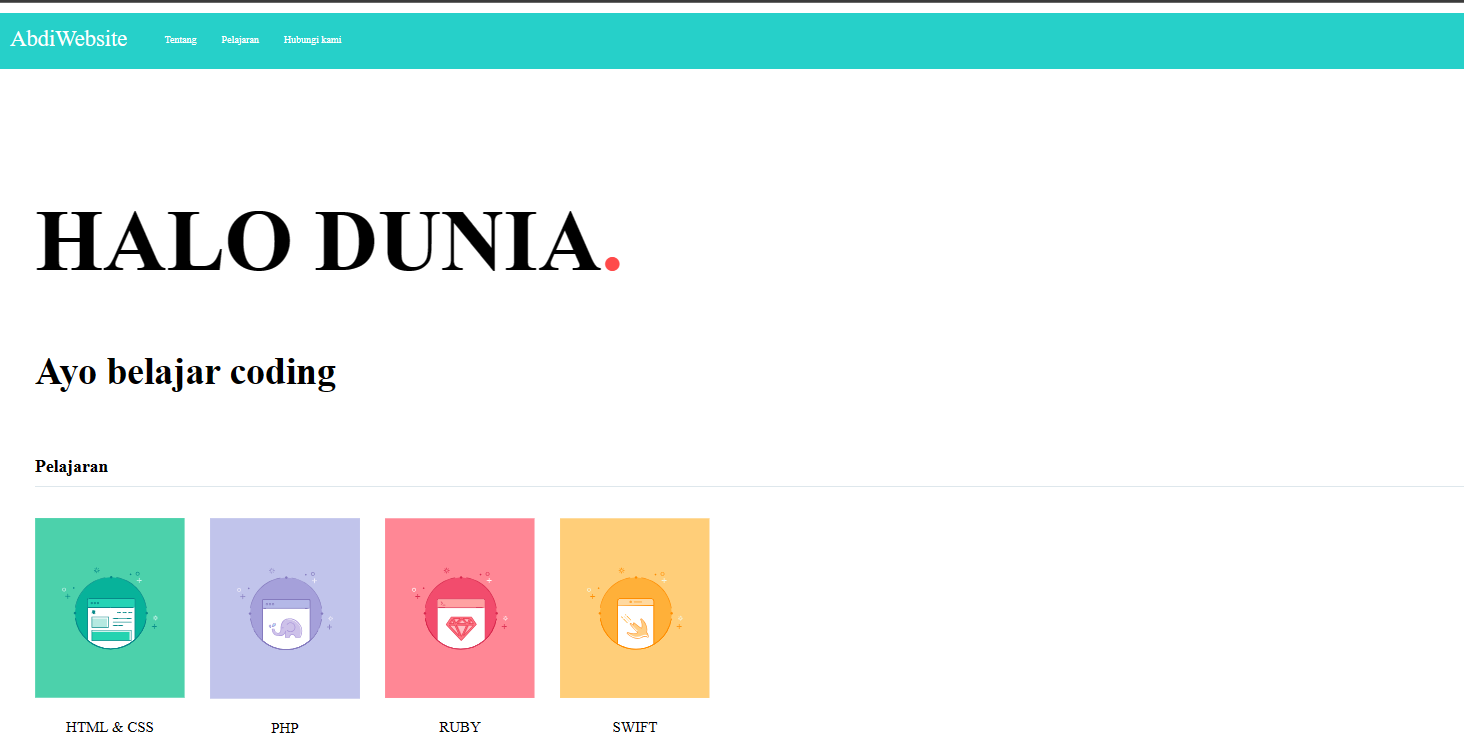 AbdiWebsite Tentang Pelajaran Hubungi kami
HALO DUNIA.
Ayo belajar coding
Pelajaran
HTML & CSS PHP RUBY SWIFT